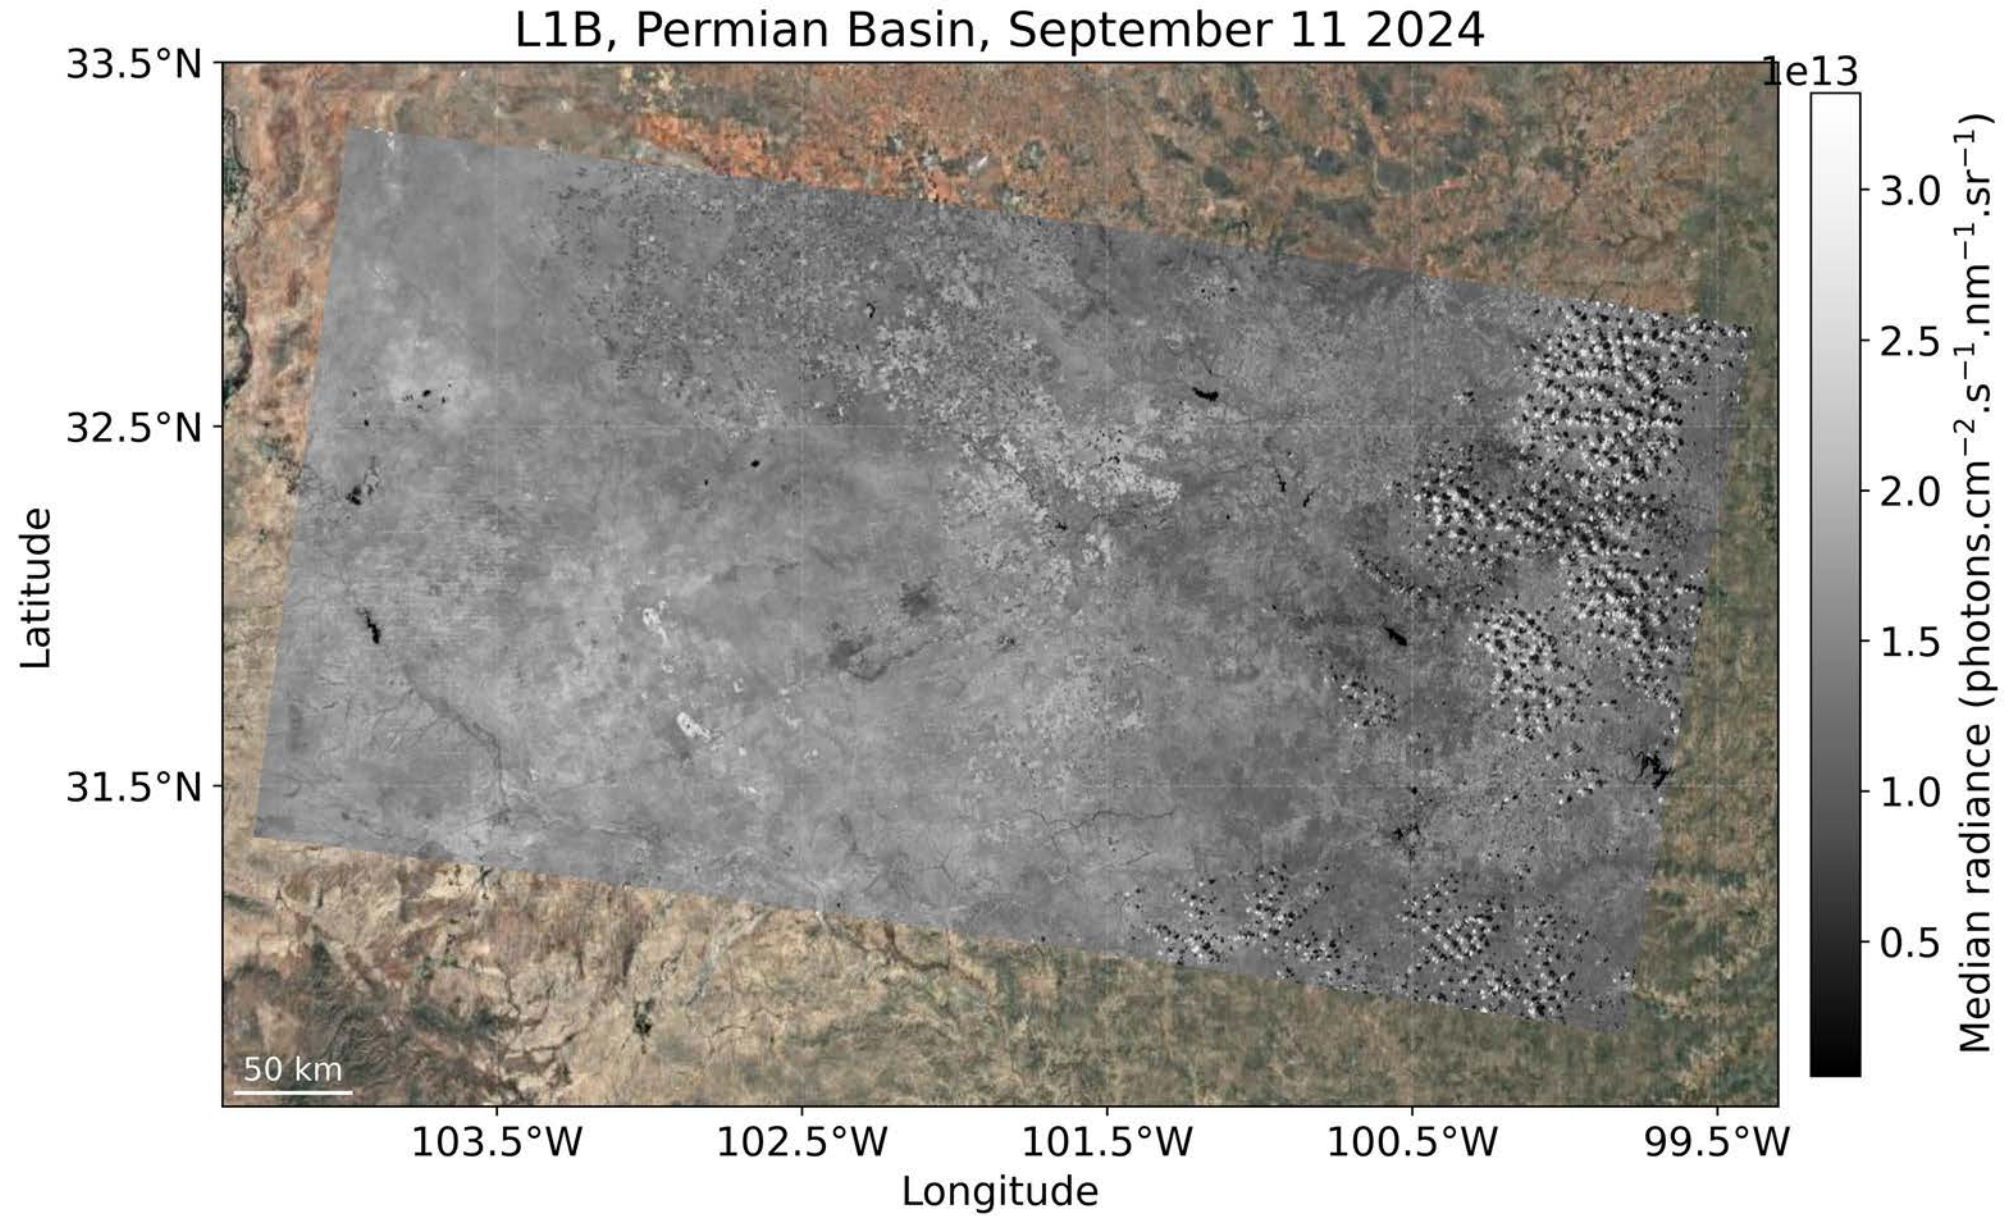 L1B, Permian Basin, September 11 2024
33.5°N
32.5°N
31.5°N
Latitude
50 km
103.5°W 102.5°W 101.5°W 100.5°W 99.5°W
Longitude
1e13
3.0
2.5
2.0
1.5
1.0
0.5
Median radiance (photons.cm⁻².s⁻¹.nm⁻¹.sr⁻¹)